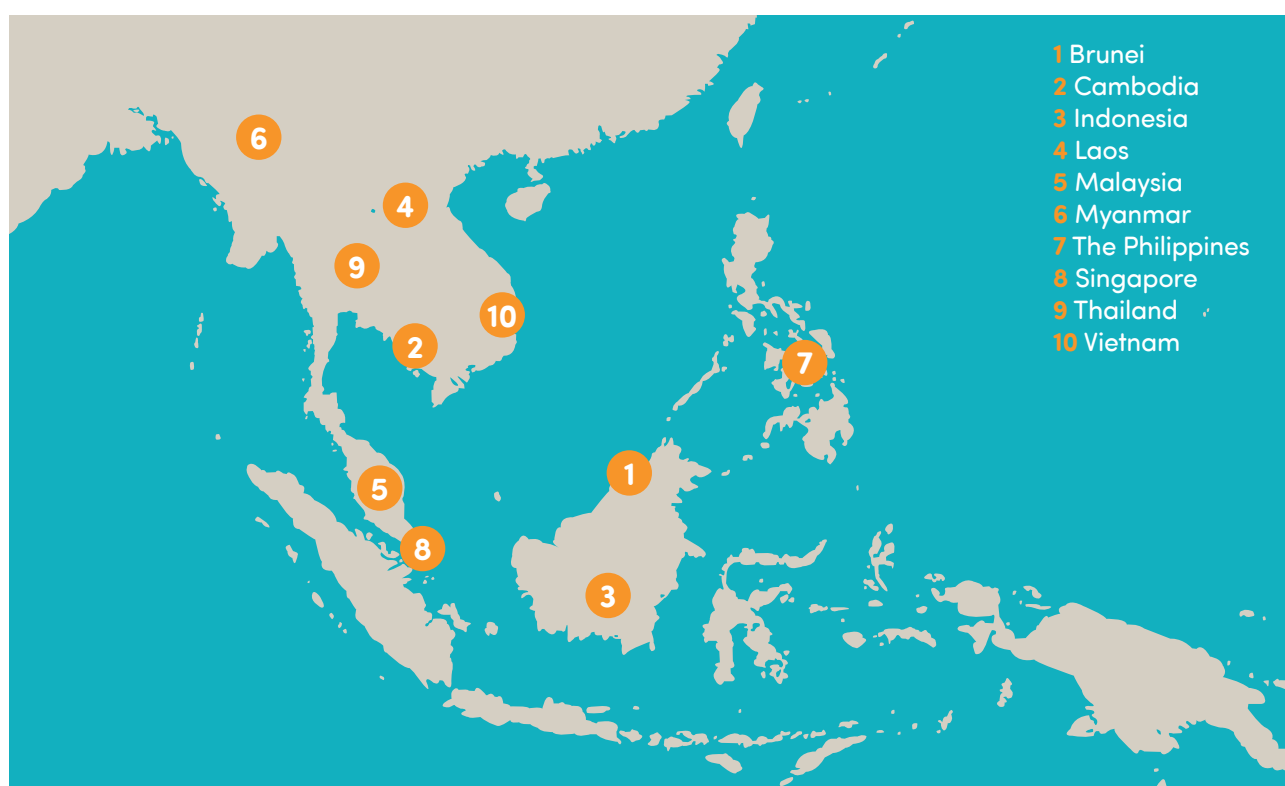 1 Brunei
2 Cambodia
3 Indonesia
4 Laos
5 Malaysia
6 Myanmar
7 The Philippines
8 Singapore
9 Thailand
10 Vietnam
6
4
9
10
2
7
1
5
8
3